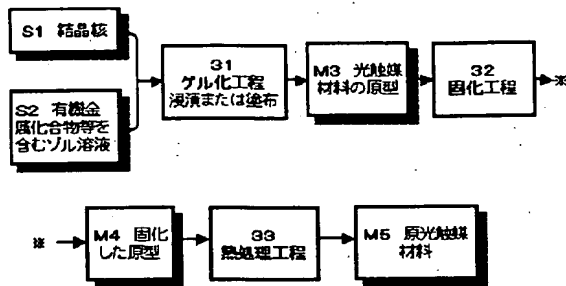 S1 結晶核
S2 有機金
属化合物等を
含むゾル溶液
31
ゲル化工程
浸漬または塗布
M3 光触媒
材料の原型
32
固化工程
※
※
M4 固化
した原型
33
熱処理工程
M5 原光触媒
材料